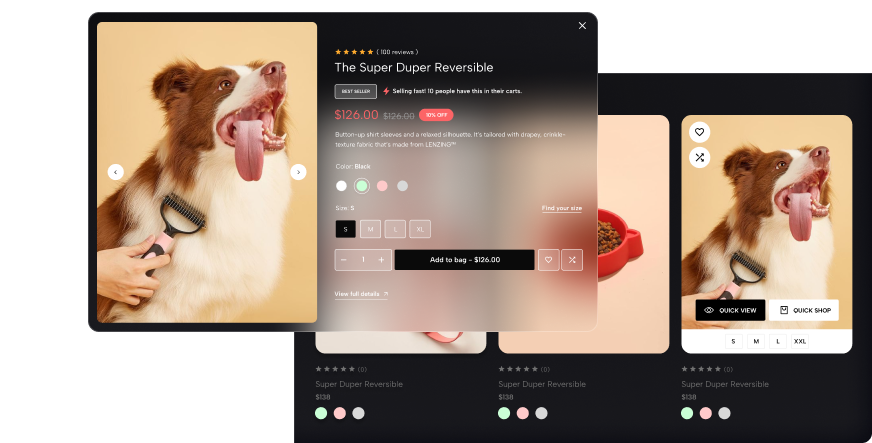 ( 100 reviews )
The Super Duper Reversible
BEST SELLER
Selling fast! 10 people have this in their carts.
$126.00 $126.00 10% OFF
Button-up shirt sleeves and a relaxed silhouette. It's tailored with drapey, crinkle-
texture fabric that's made from LENZING™
Color: Black
Size: S
Find your size
S M L XL
1
Add to bag - $126.00
View full details
QUICK VIEW
QUICK SHOP
S M L XXL
(0)
Super Duper Reversible
$138
(0)
Super Duper Reversible
$138
(0)
Super Duper Reversible
$138